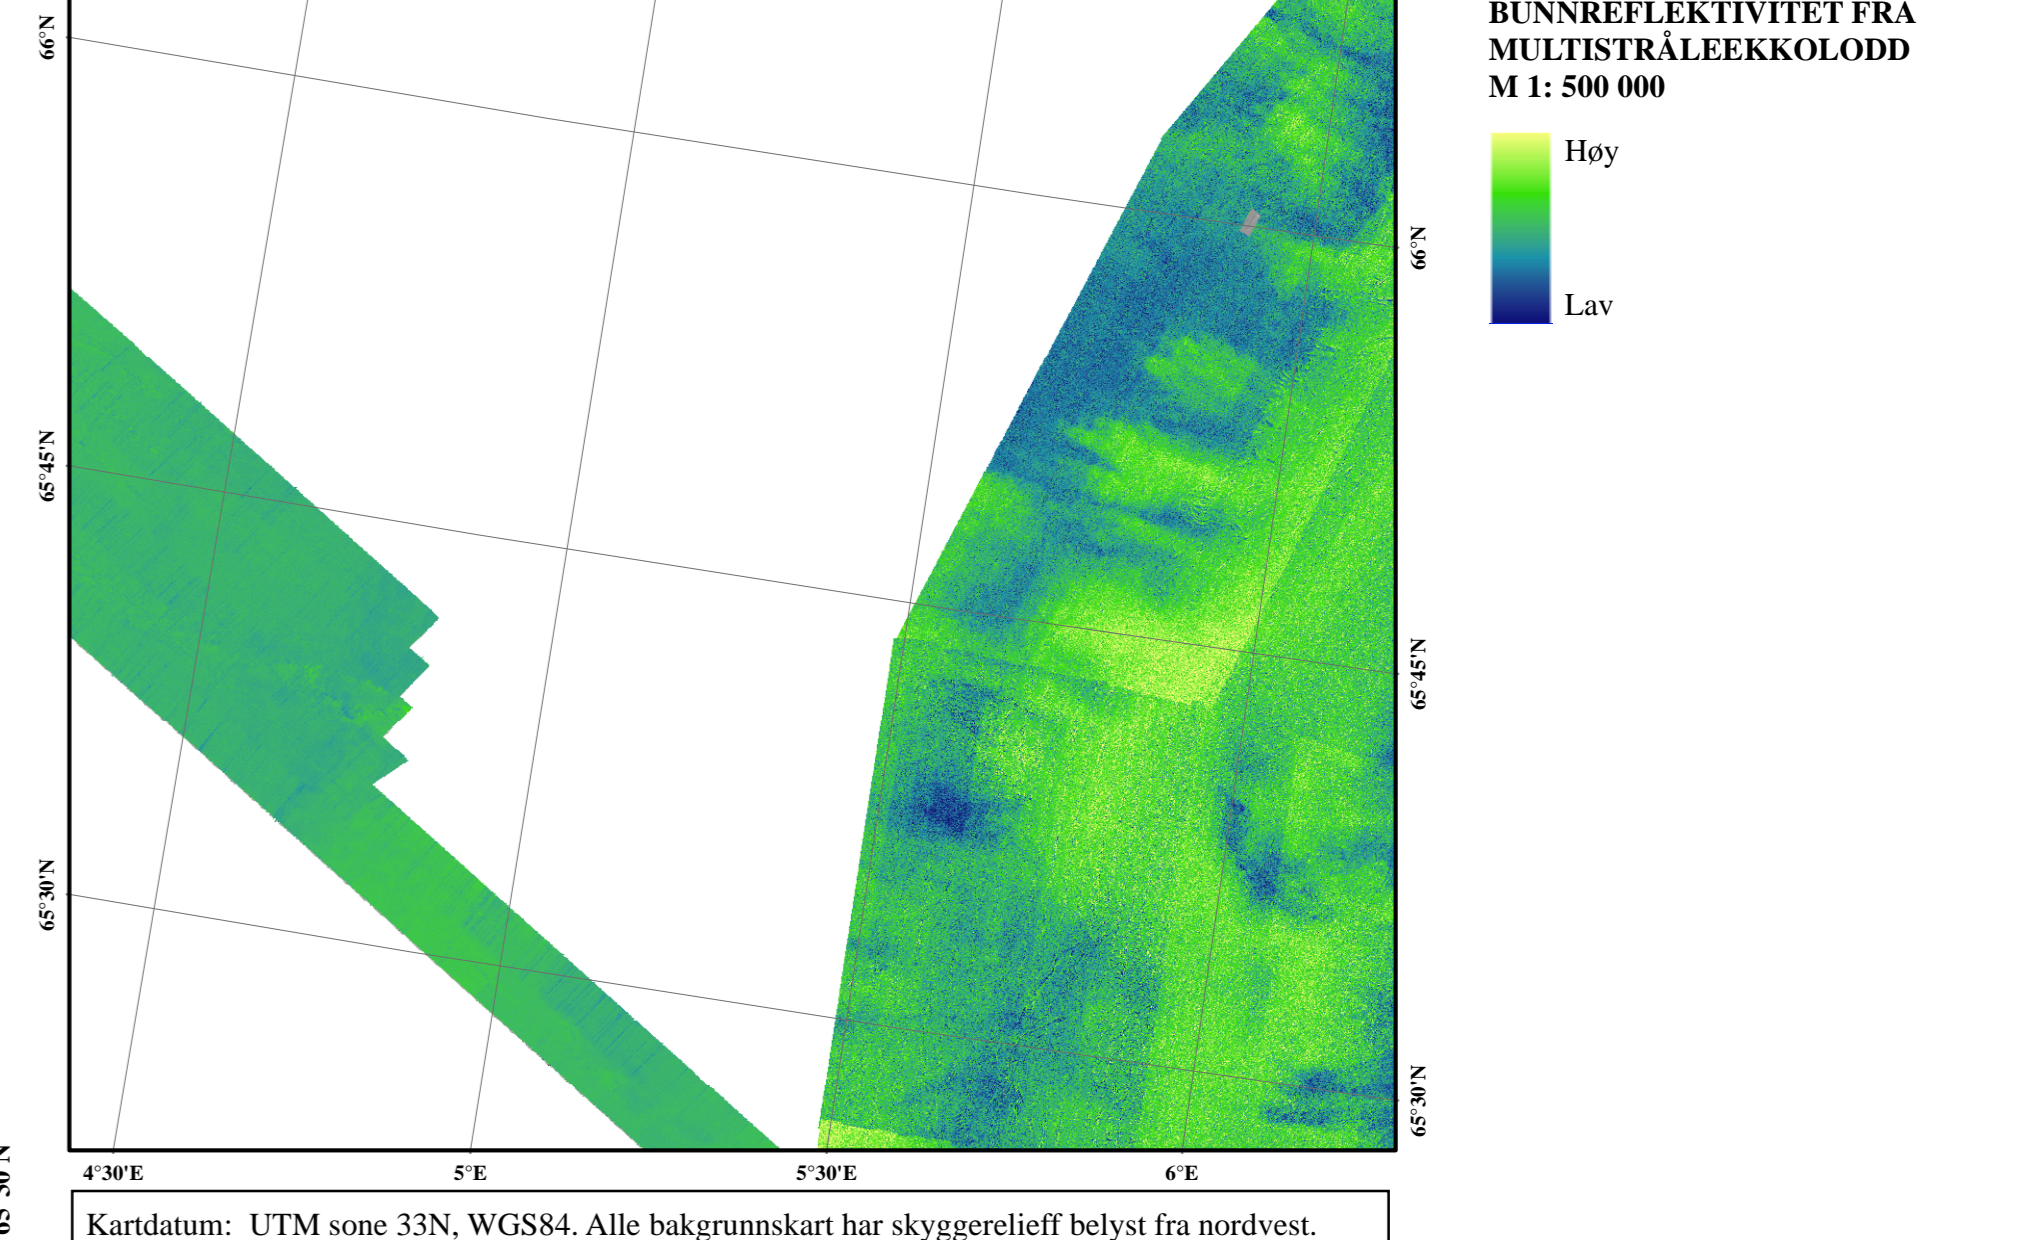 BUNNREFLEKTIVITET FRA
MULTISTRÅLEEKKOLODD
M 1: 500 000
Høy
Lav
66°N
65°45'N
65°30'N
66°N
65°45'N
65°30'N
4°30'E
5°E
5°30'E
6°E
Kartdatum: UTM sone 33N, WGS84. Alle bakgrunnskart har skyggerelieff belyst fra nordvest.